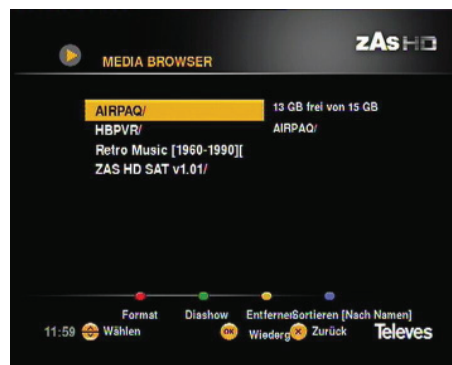 zAs HD
MEDIA BROWSER
AIRPAQ/
13 GB frei von 15 GB
HBPVR/
AIRPAQ/
Retro Music [1960-1990][
ZAS HD SAT v1.01/
Format Diashow Entfernen Sortieren [Nach Namen]
11:59 Wählen OK Wiederg X Zurück Televes